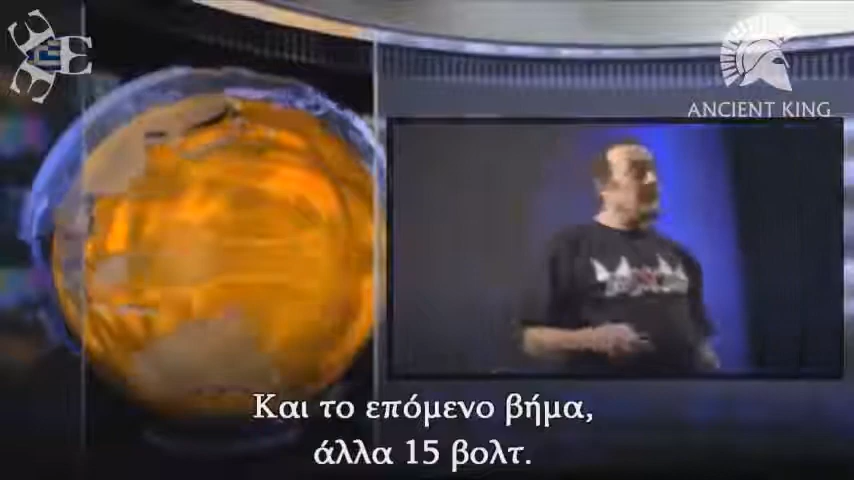 ANCIENT KING
Και το επόμενο βήμα,
άλλα 15 βολτ.